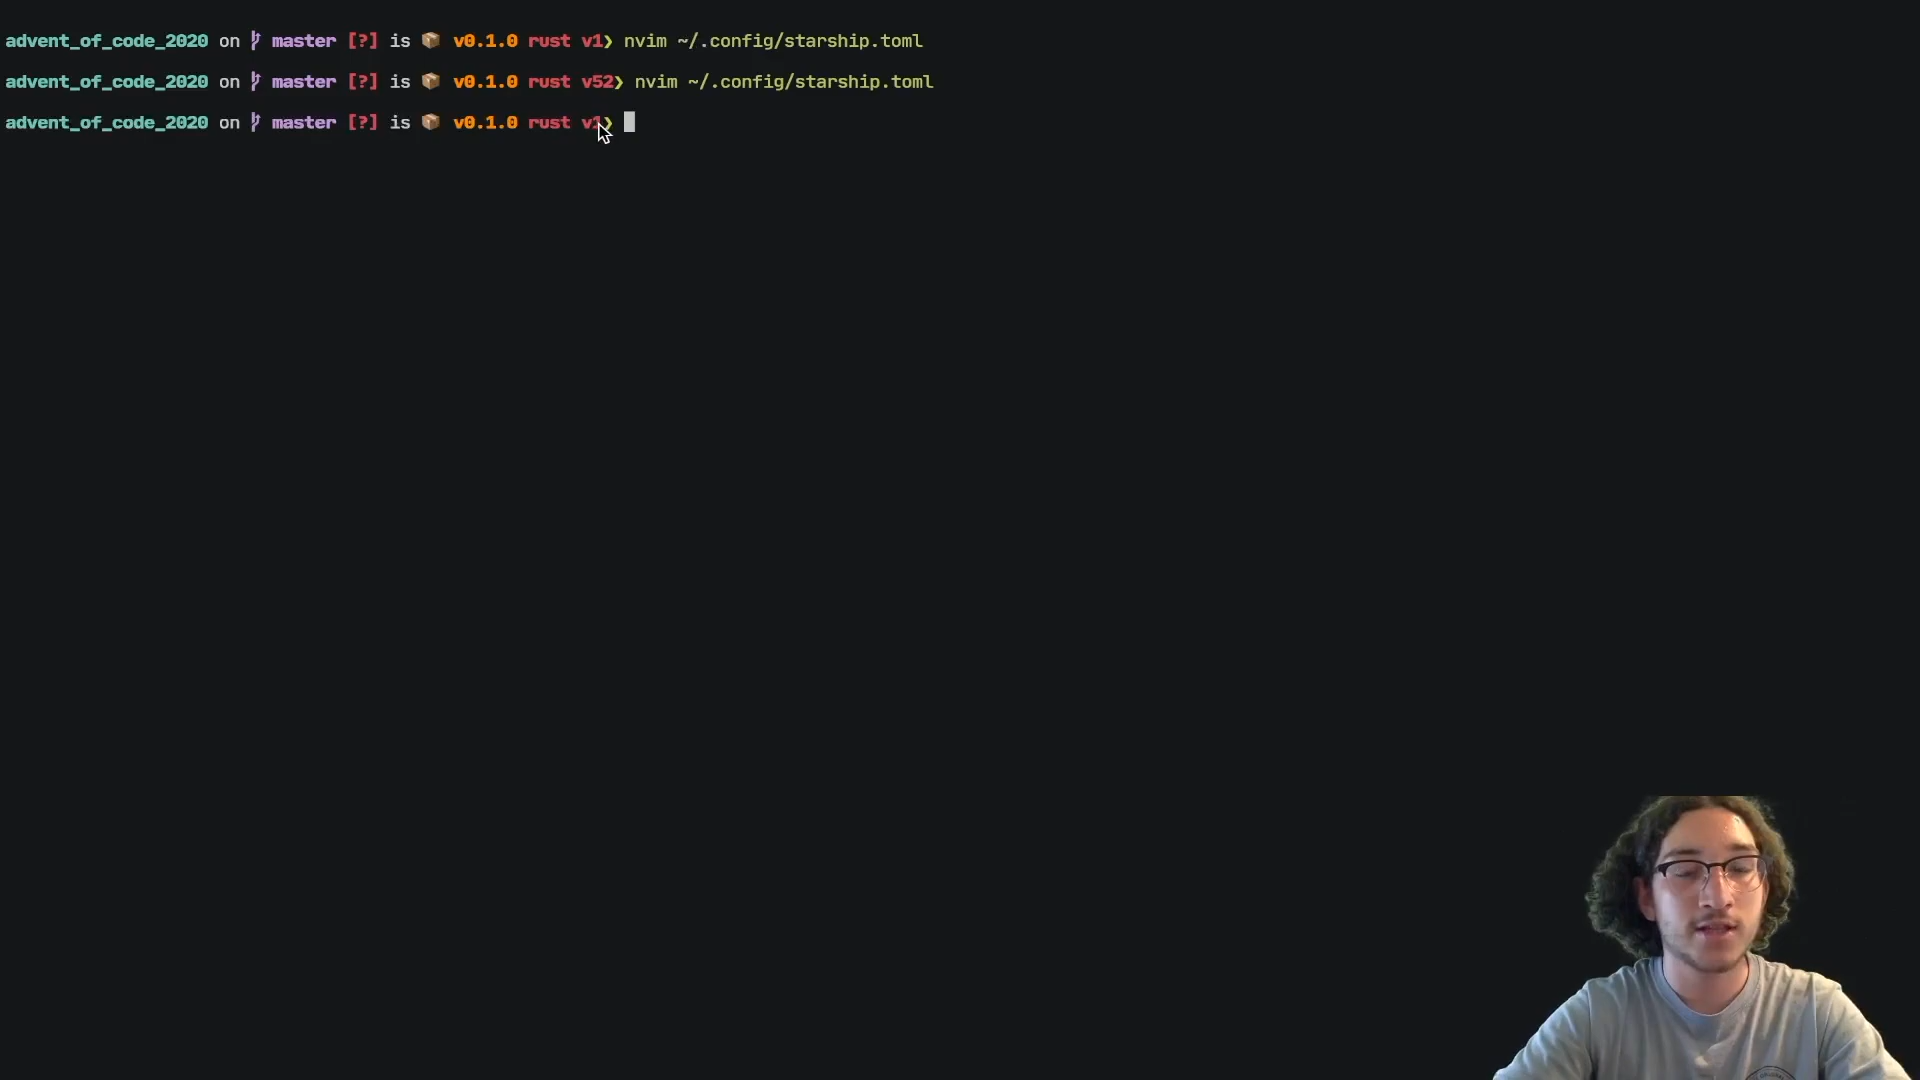 advent_of_code_2020 on master [?] is 📦 v0.1.0 rust v1❯ nvim ~/.config/starship.toml
advent_of_code_2020 on master [?] is 📦 v0.1.0 rust v52❯ nvim ~/.config/starship.toml
advent_of_code_2020 on master [?] is 📦 v0.1.0 rust v1❯